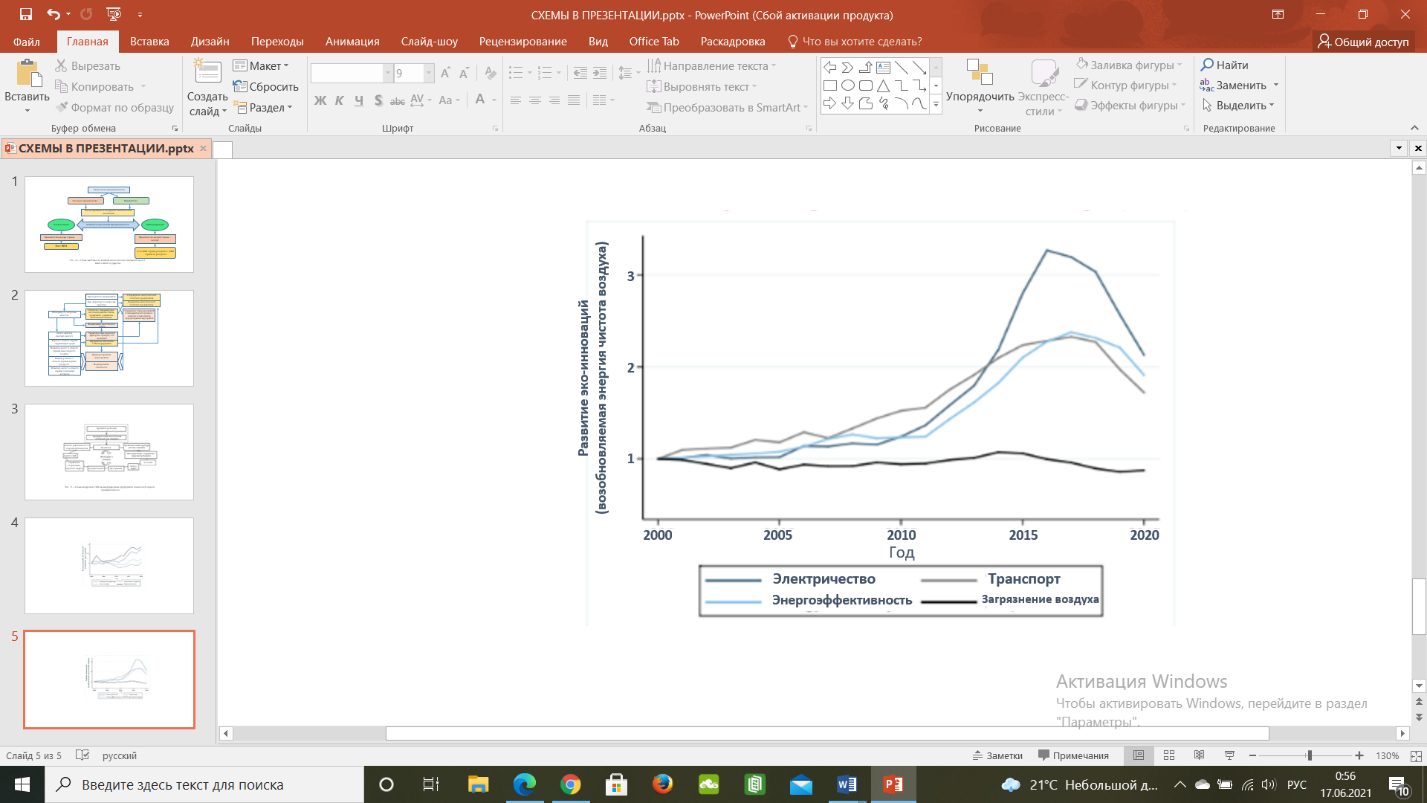 СХЕМЫ В ПРЕЗЕНТАЦИИ.pptx - PowerPoint (Сбой активации продукта)
Файл Главная Вставка Дизайн Переходы Анимация Слайд-шоу Рецензирование Вид Office Tab Раскадровка Что вы хотите сделать? Общий доступ
Вставить
Вырезать
Копировать
Формат по образцу
Буфер обмена
Создать слайд
Макет
Сбросить
Раздел
Слайды
9
Ж К Ч S abc AV Aa A
Шрифт
Направление текста
Выровнять текст
Преобразовать в SmartArt
Абзац
Упорядочить
Экспресс-стили
Заливка фигуры
Контур фигуры
Эффекты фигуры
Рисование
Найти
Заменить
Выделить
Редактирование
СХЕМЫ В ПРЕЗЕНТАЦИИ.pptx
1
2
3
4
5
Развитие эко-инноваций
(возобновляемая энергия чистота воздуха)
3
2
1
2000 2005 2010 2015 2020
Год
Электричество Транспорт
Энергоэффективность Загрязнение воздуха
Активация Windows
Чтобы активировать Windows, перейдите в раздел
"Параметры".
Слайд 5 из 5 русский Заметки Примечания 130%
Введите здесь текст для поиска
21°C Небольшой д... РУС
0:56
17.06.2021
10